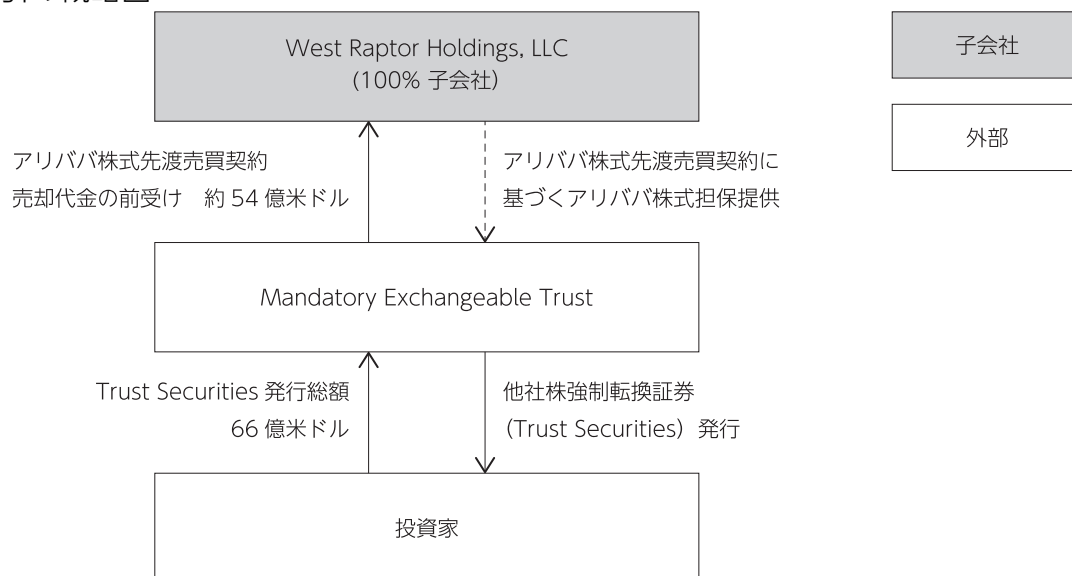 West Raptor Holdings, LLC
(100% 子会社)
子会社
外部
アリババ株式先渡売買契約
売却代金の前受け 約 54 億米ドル
アリババ株式先渡売買契約に
基づくアリババ株式担保提供
Mandatory Exchangeable Trust
Trust Securities 発行総額
66 億米ドル
他社株強制転換証券
(Trust Securities) 発行
投資家